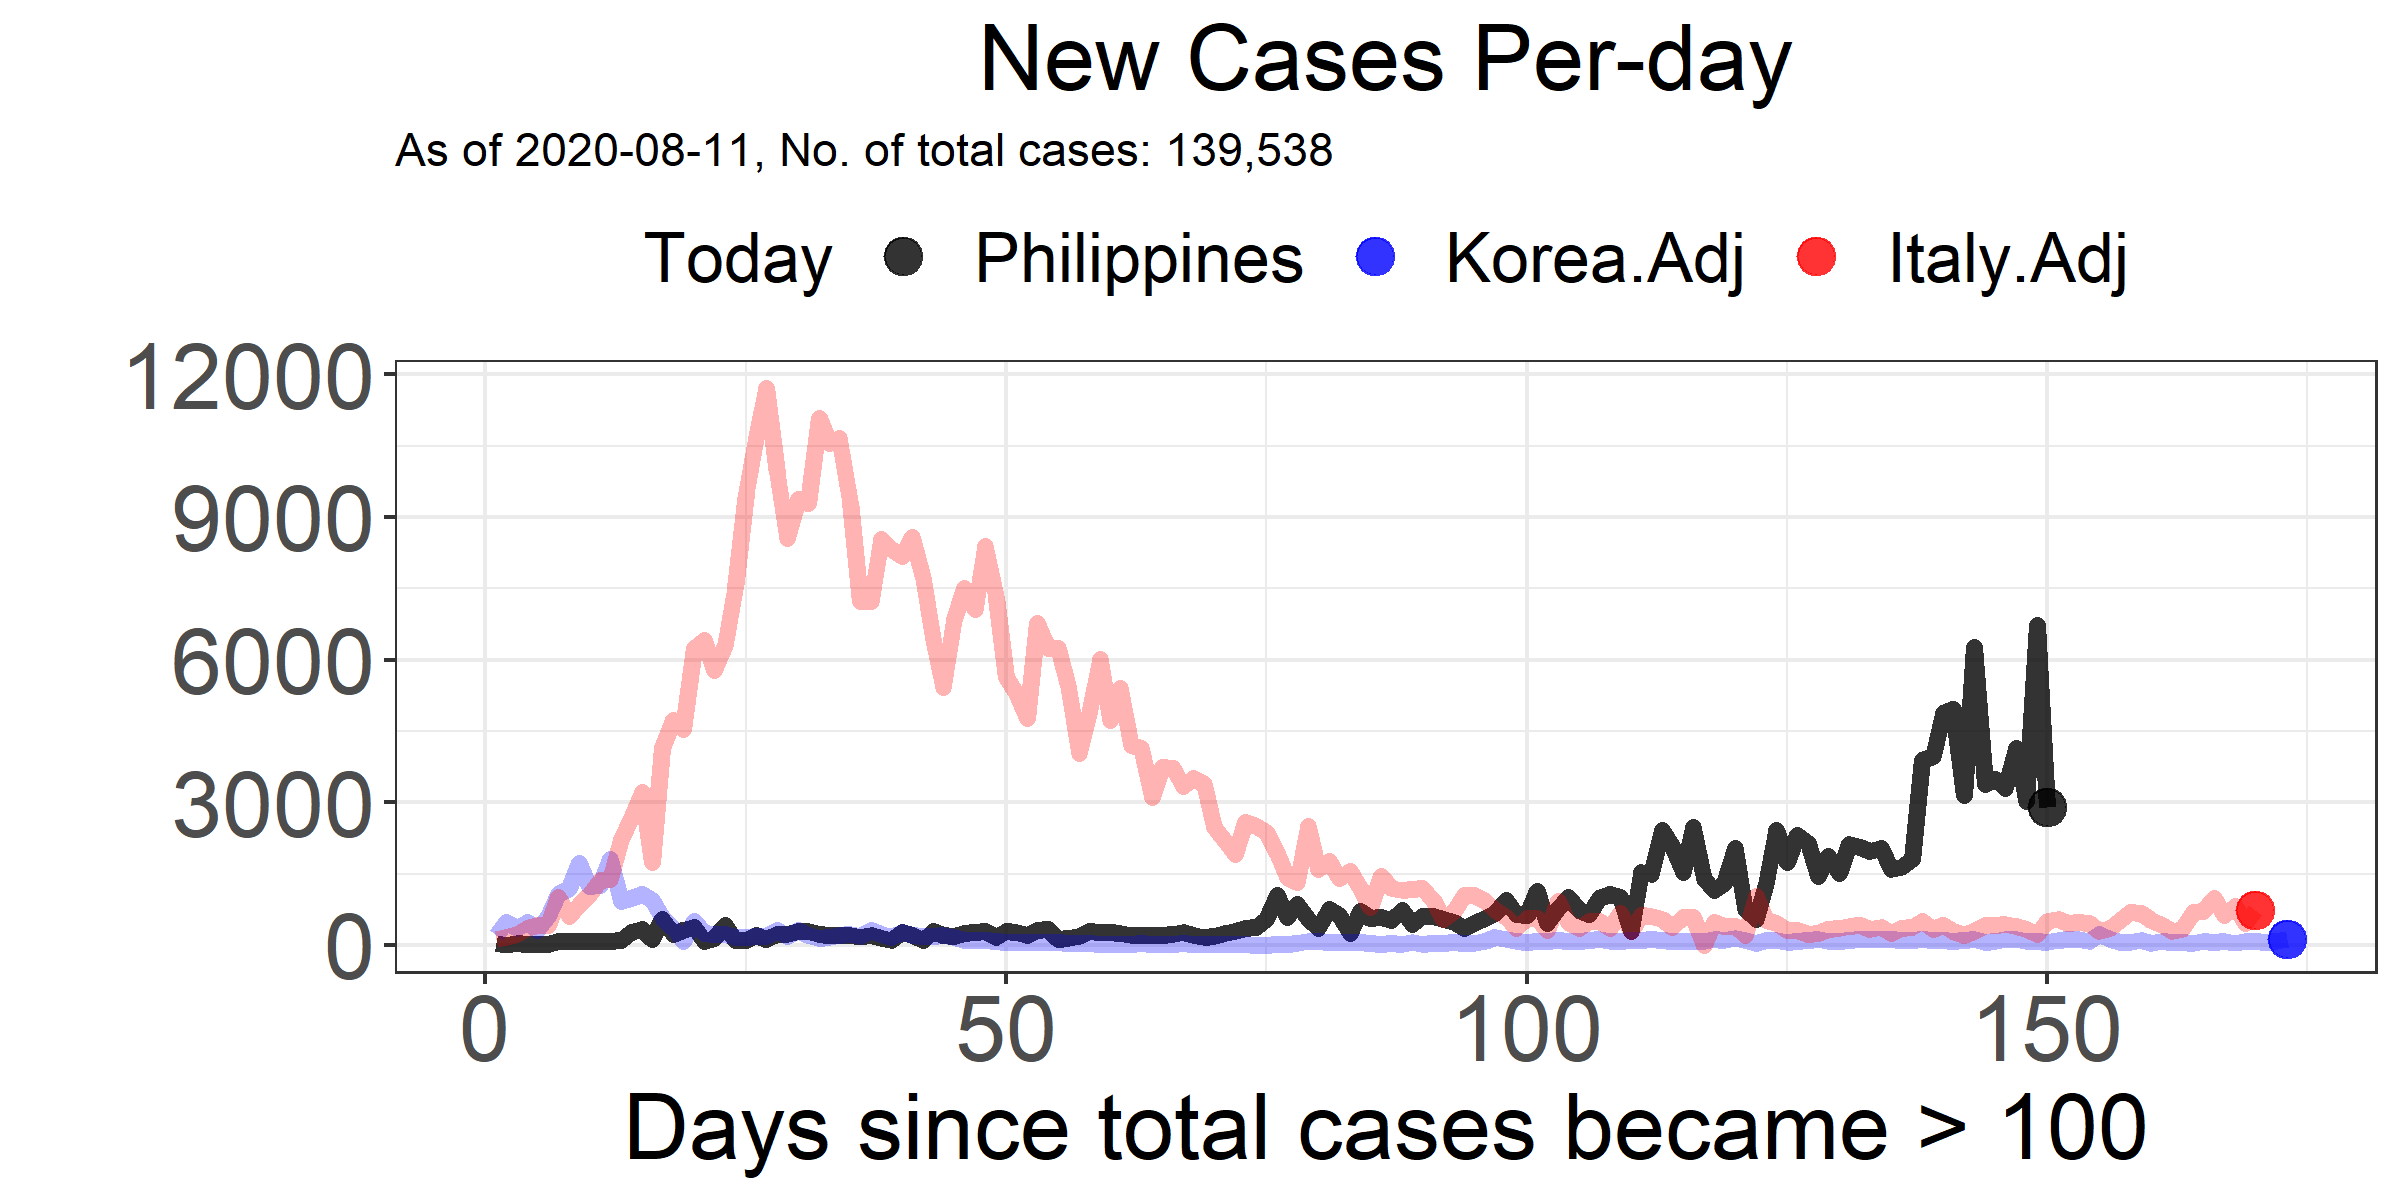 New Cases Per-day
As of 2020-08-11, No. of total cases: 139,538
Today Philippines Korea.Adj Italy.Adj
12000
9000
6000
3000
0
0 50 100 150
Days since total cases became > 100